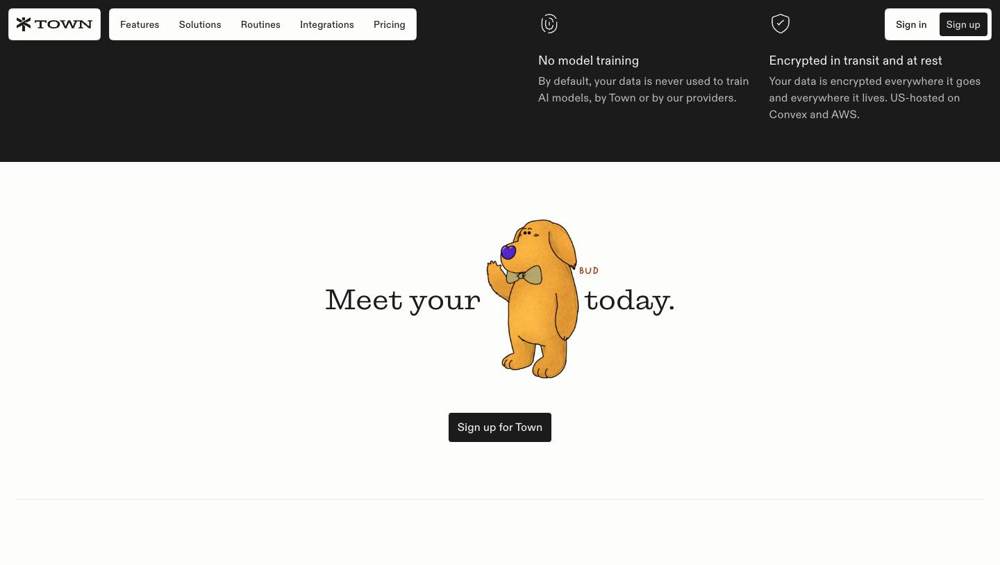 TOWN
Features
Solutions
Routines
Integrations
Pricing
Sign in
Sign up
No model training
By default, your data is never used to train
AI models, by Town or by our providers.
Encrypted in transit and at rest
Your data is encrypted everywhere it goes
and everywhere it lives. US-hosted on
Convex and AWS.
BUD
Meet your today.
Sign up for Town